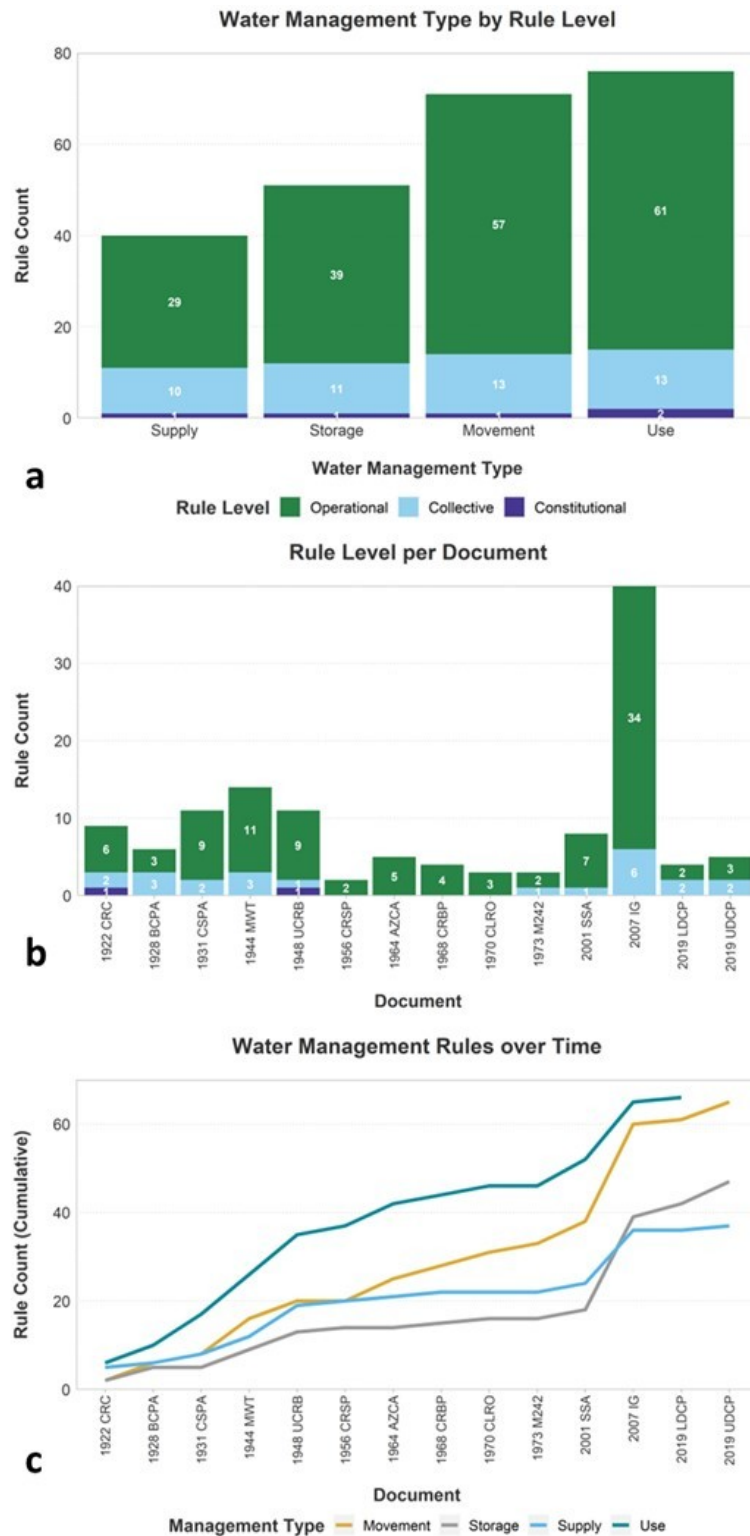 Water Management Type by Rule Level
Rule Count
80
60
40
20
0
29
10
1
39
11
1
57
13
1
61
13
2
Supply Storage Movement Use
a
Water Management Type
Rule Level Operational Collective Constitutional
Rule Level per Document
Rule Count
40
30
20
10
0
6
2
1
3
3
9
2
11
3
9
1
1
2
5
4
3
2
1
7
1
34
6
2
2
3
2
1922 CRC
1928 BCPA
1931 CSPA
1944 MWT
1948 UCRB
1956 CRSP
1964 AZCA
1968 CRBP
1970 CLRO
1973 M242
2001 SSA
2007 IG
2019 LDCP
2019 UDCP
b
Document
Water Management Rules over Time
Rule Count (Cumulative)
60
40
20
0
1922 CRC
1928 BCPA
1931 CSPA
1944 MWT
1948 UCRB
1956 CRSP
1964 AZCA
1968 CRBP
1970 CLRO
1973 M242
2001 SSA
2007 IG
2019 LDCP
2019 UDCP
c
Document
Management Type Movement Storage Supply Use